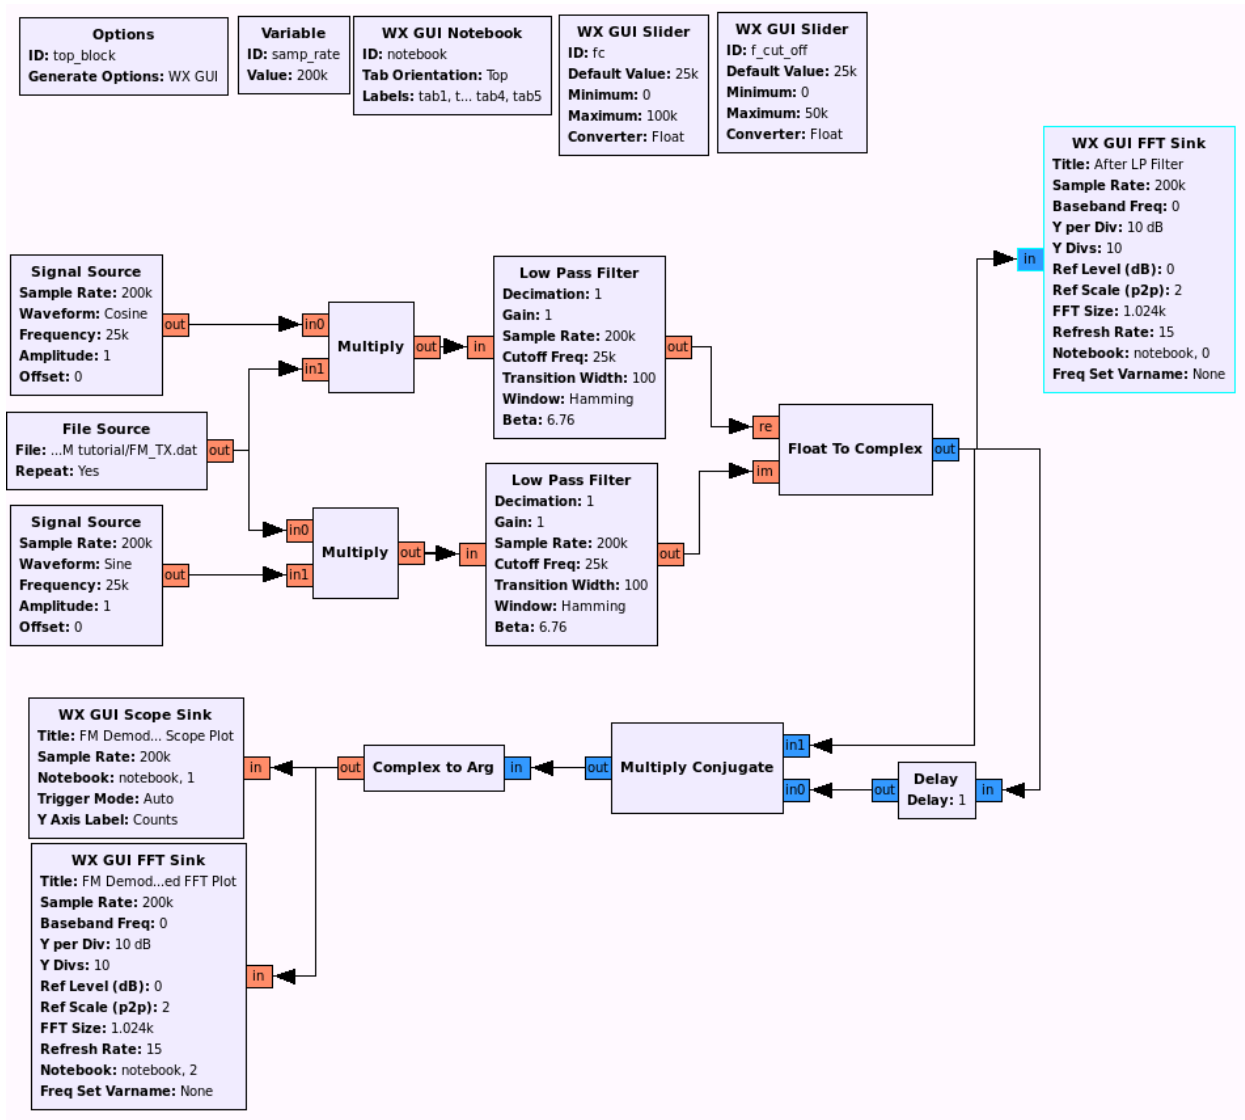 Options
ID: top_block
Generate Options: WX GUI
Variable
ID: samp_rate
Value: 200k
WX GUI Notebook
ID: notebook
Tab Orientation: Top
Labels: tab1, t... tab4, tab5
WX GUI Slider
ID: fc
Default Value: 25k
Minimum: 0
Maximum: 100k
Converter: Float
WX GUI Slider
ID: f_cut_off
Default Value: 25k
Minimum: 0
Maximum: 50k
Converter: Float
WX GUI FFT Sink
Title: After LP Filter
Sample Rate: 200k
Baseband Freq: 0
Y per Div: 10 dB
Y Divs: 10
Ref Level (dB): 0
Ref Scale (p2p): 2
FFT Size: 1.024k
Refresh Rate: 15
Notebook: notebook, 0
Freq Set Varname: None
in
Signal Source
Sample Rate: 200k
Waveform: Cosine
Frequency: 25k
Amplitude: 1
Offset: 0
out
in0
in1
Multiply
out
in
Low Pass Filter
Decimation: 1
Gain: 1
Sample Rate: 200k
Cutoff Freq: 25k
Transition Width: 100
Window: Hamming
Beta: 6.76
out
File Source
File: ...M tutorial/FM_TX.dat
Repeat: Yes
out
re
im
Float To Complex
out
Signal Source
Sample Rate: 200k
Waveform: Sine
Frequency: 25k
Amplitude: 1
Offset: 0
out
in0
in1
Multiply
out
in
Low Pass Filter
Decimation: 1
Gain: 1
Sample Rate: 200k
Cutoff Freq: 25k
Transition Width: 100
Window: Hamming
Beta: 6.76
out
WX GUI Scope Sink
Title: FM Demod... Scope Plot
Sample Rate: 200k
Notebook: notebook, 1
Trigger Mode: Auto
Y Axis Label: Counts
in
out
Complex to Arg
in
out
Multiply Conjugate
in1
in0
out
Delay
Delay: 1
in
WX GUI FFT Sink
Title: FM Demod...ed FFT Plot
Sample Rate: 200k
Baseband Freq: 0
Y per Div: 10 dB
Y Divs: 10
Ref Level (dB): 0
Ref Scale (p2p): 2
FFT Size: 1.024k
Refresh Rate: 15
Notebook: notebook, 2
Freq Set Varname: None
in